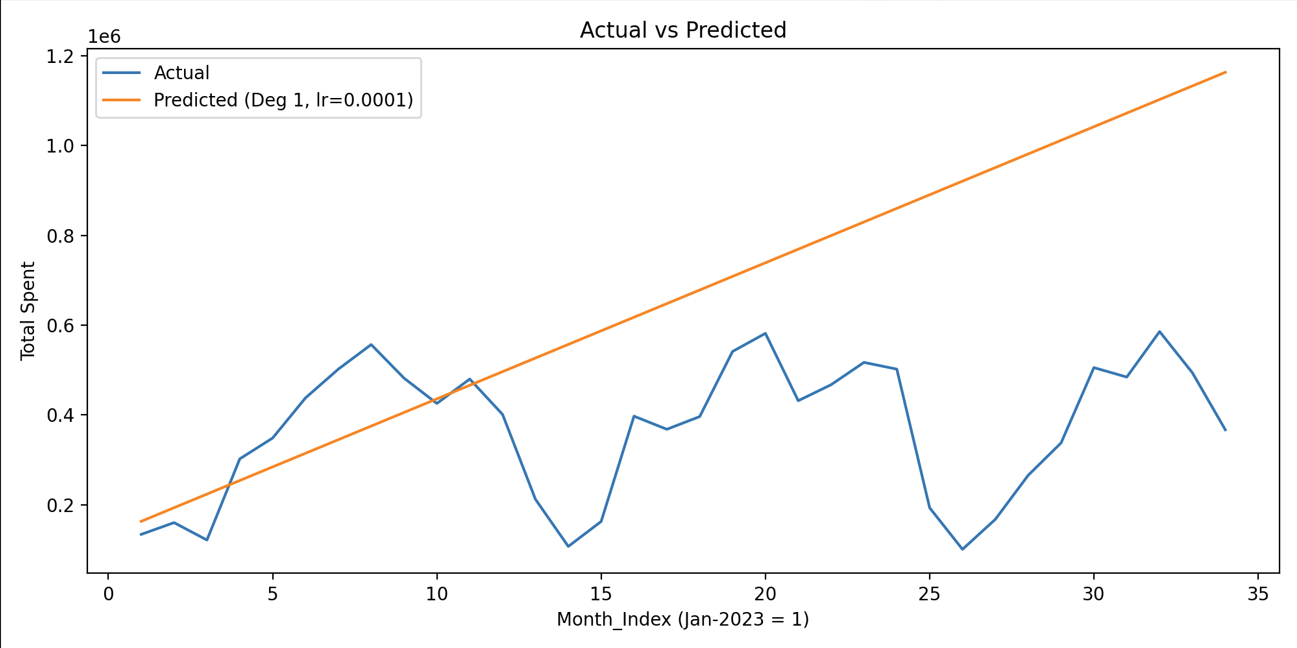 Actual vs Predicted
1e6
Actual
Predicted (Deg 1, lr=0.0001)
1.2
1.0
0.8
0.6
0.4
0.2
Total Spent
0 5 10 15 20 25 30 35
Month_Index (Jan-2023 = 1)